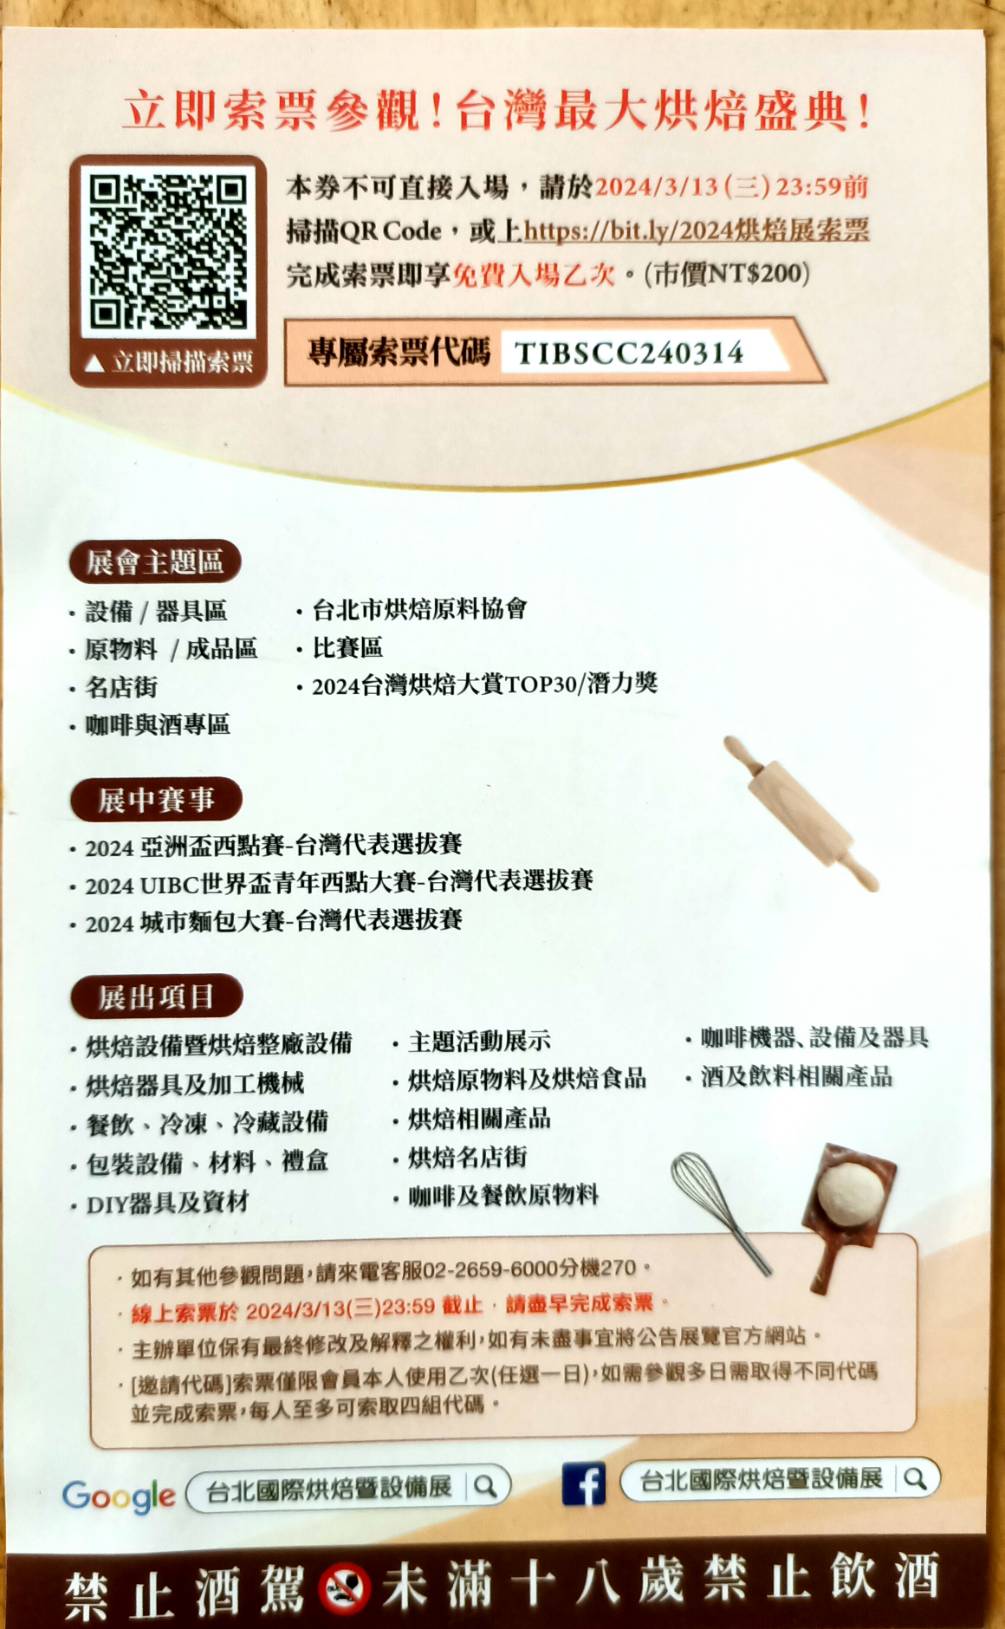 立即索票參觀！台灣最大烘焙盛典！
本券不可直接入場，請於2024/3/13(三)23:59前
掃描QR Code，或上https://bit.ly/2024烘焙展索票
完成索票即享免費入場乙次。(市價NT$200)
▲立即掃描索票
專屬索票代碼 TIBSCC240314
展會主題區
・設備 / 器具區
・原物料 / 成品區
・名店街
・咖啡與酒專區
・台北市烘焙原料協會
・比賽區
・2024台灣烘焙大賞TOP30/潛力獎
展中賽事
・2024 亞洲盃西點賽-台灣代表選拔賽
・2024 UIBC世界盃青年西點大賽-台灣代表選拔賽
・2024 城市麵包大賽-台灣代表選拔賽
展出項目
・烘焙設備暨烘焙整廠設備
・烘焙器具及加工機械
・餐飲、冷凍、冷藏設備
・包裝設備、材料、禮盒
・DIY器具及資材
・主題活動展示
・烘焙原物料及烘焙食品
・烘焙相關產品
・烘焙名店街
・咖啡及餐飲原物料
・咖啡機器、設備及器具
・酒及飲料相關產品
・如有其他參觀問題，請來電客服02-2659-6000分機270。
・線上索票於 2024/3/13(三)23:59 截止，請盡早完成索票。
・主辦單位保有最終修改及解釋之權利，如有未盡事宜將公告展覽官方網站。
・[邀請代碼]索票僅限會員本人使用乙次(任選一日)，如需參觀多日需取得不同代碼
並完成索票，每人至多可索取四組代碼。
Google 台北國際烘焙暨設備展
f 台北國際烘焙暨設備展
禁止酒駕 未滿十八歲禁止飲酒